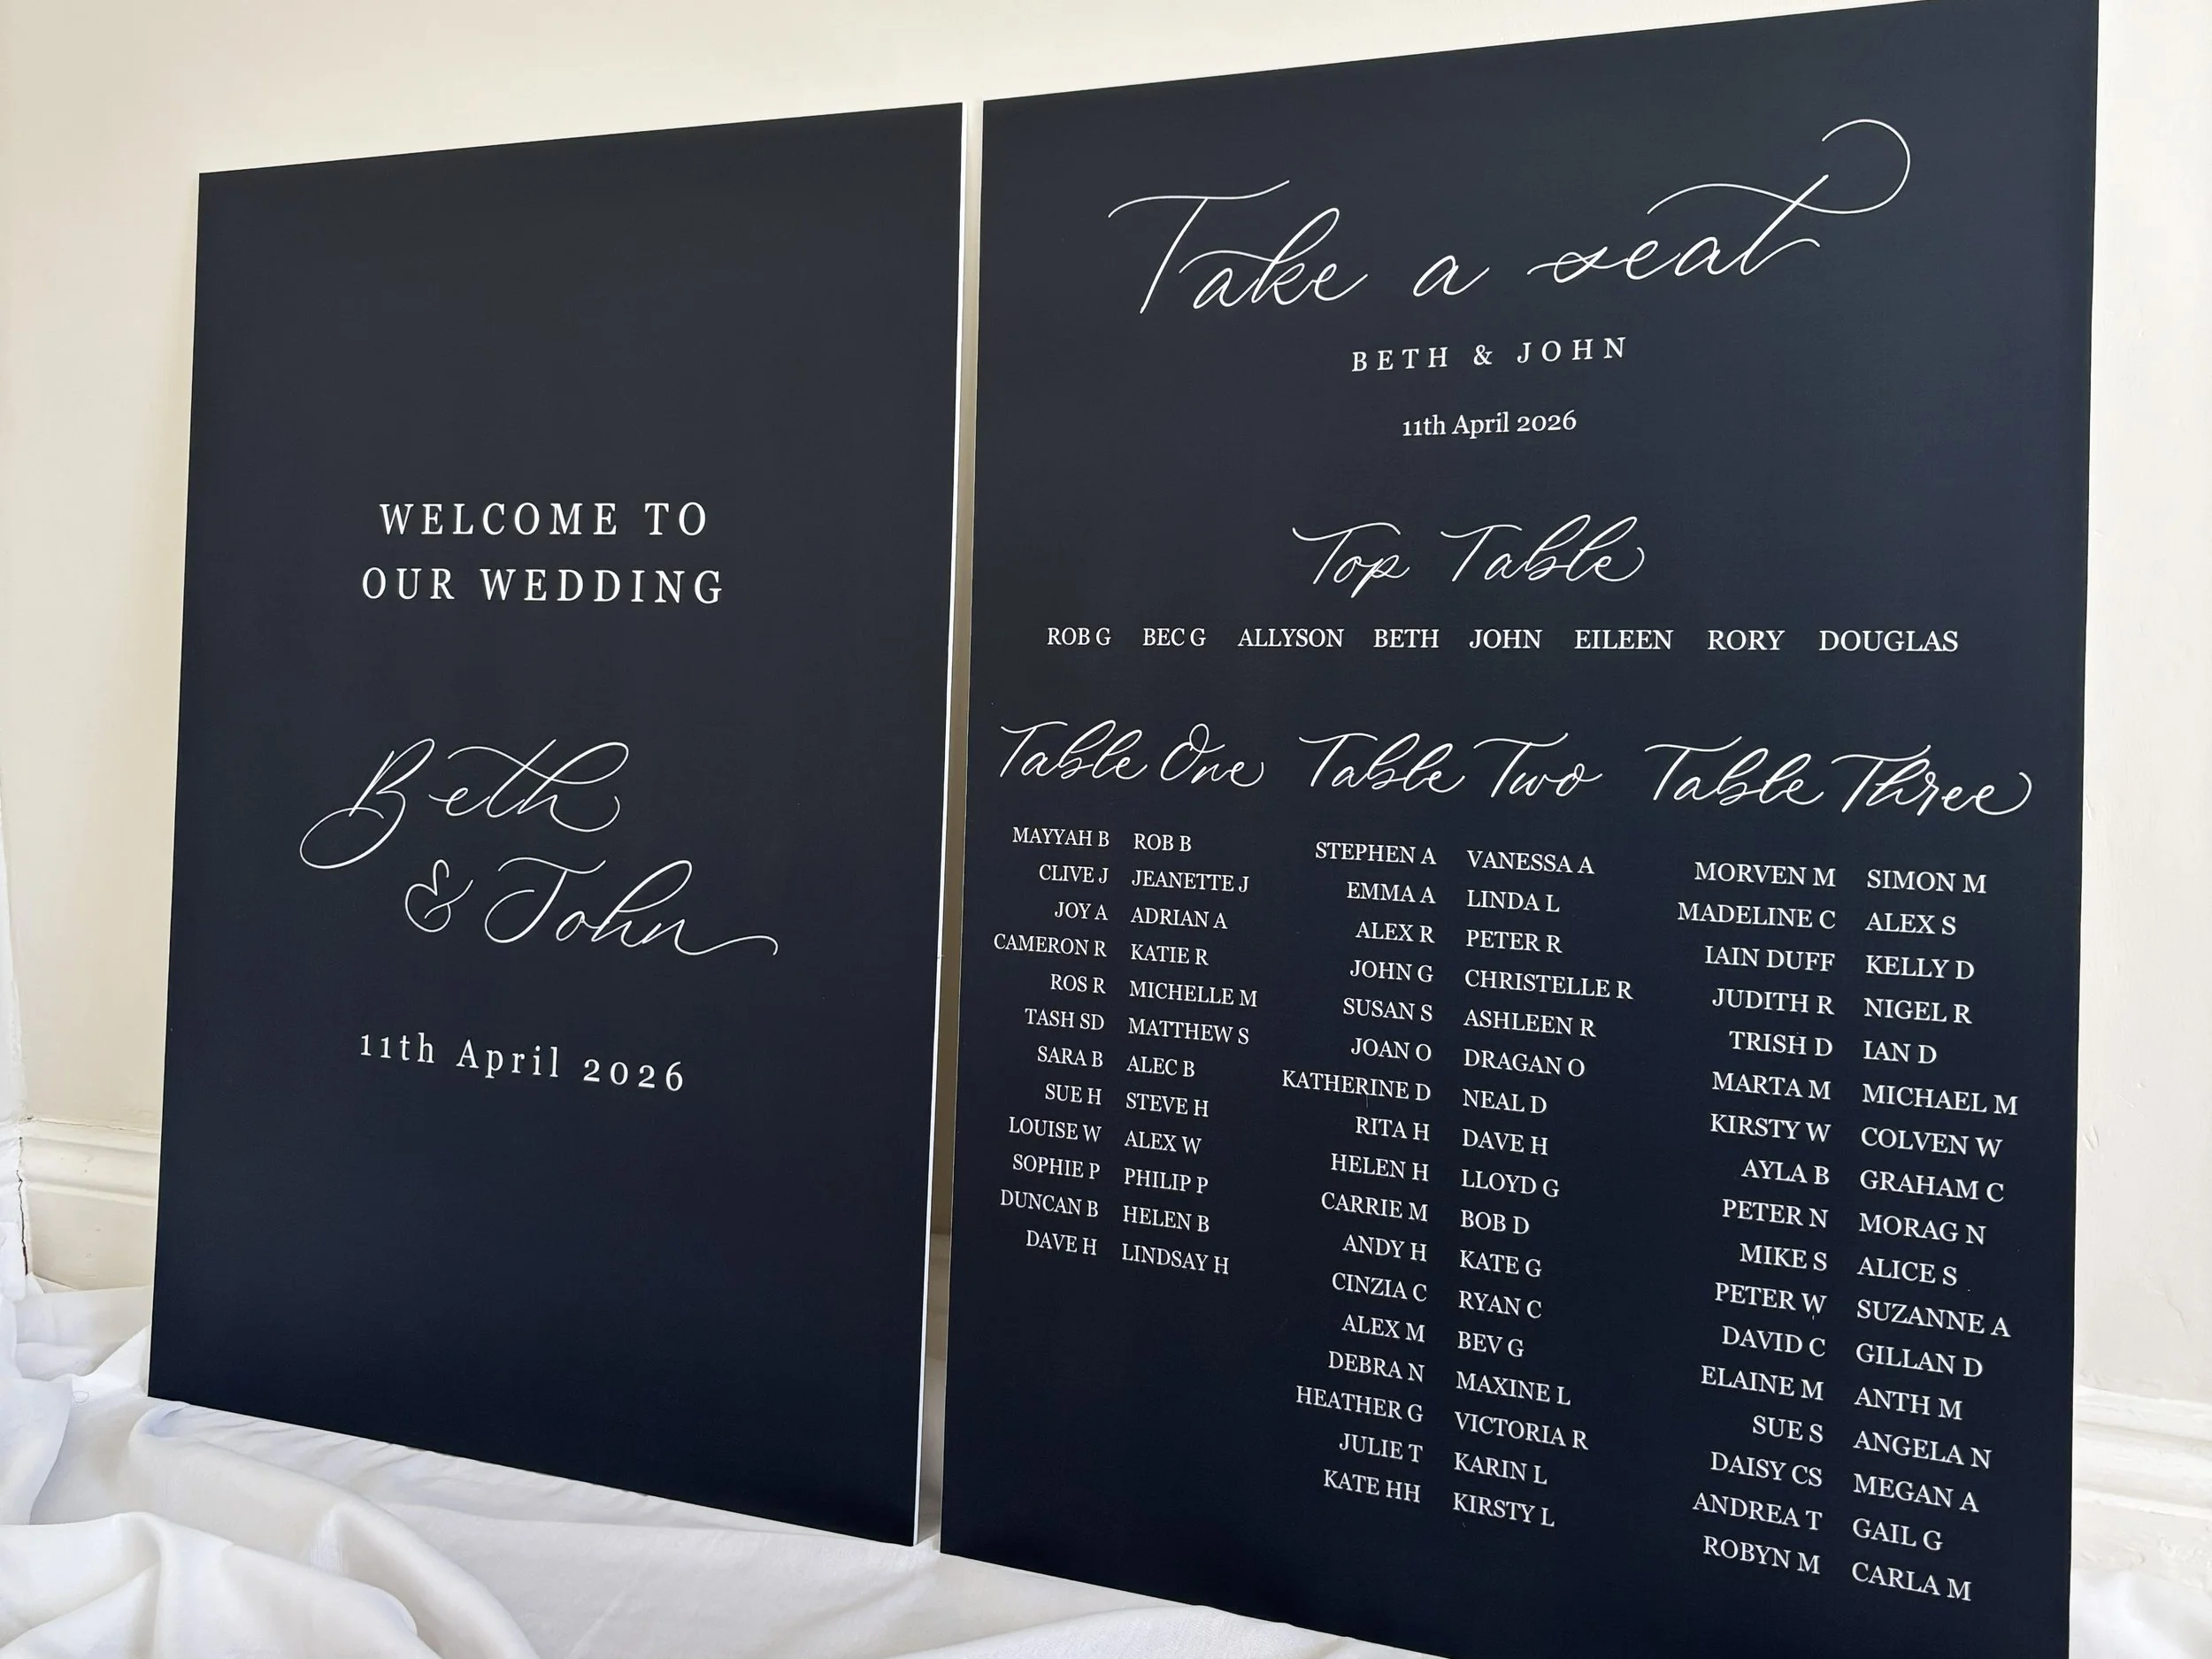 WELCOME TO
OUR WEDDING
Beth
& John
11th April 2026
Take a seat
BETH & JOHN
11th April 2026
Top Table
ROB G BEC G ALLYSON BETH JOHN EILEEN RORY DOUGLAS
Table One
MAYYAH B ROB B
CLIVE J JEANETTE J
JOY A ADRIAN A
CAMERON R KATIE R
ROS R MICHELLE M
TASH SD MATTHEW S
SARA B ALEC B
SUE H STEVE H
LOUISE W ALEX W
SOPHIE P PHILIP P
DUNCAN B HELEN B
DAVE H LINDSAY H
Table Two
STEPHEN A VANESSA A
EMMA A LINDA L
ALEX R PETER R
JOHN G CHRISTELLE R
SUSAN S ASHLEEN R
JOAN O DRAGAN O
KATHERINE D NEAL D
RITA H DAVE H
HELEN H LLOYD G
CARRIE M BOB D
ANDY H KATE G
CINZIA C RYAN C
ALEX M BEV G
DEBRA N MAXINE L
HEATHER G VICTORIA R
JULIE T KARIN L
KATE HH KIRSTY L
Table Three
MORVEN M SIMON M
MADELINE C ALEX S
IAIN DUFF KELLY D
JUDITH R NIGEL R
TRISH D IAN D
MARTA M MICHAEL M
KIRSTY W COLVEN W
AYLA B GRAHAM C
PETER N MORAG N
MIKE S ALICE S
PETER W SUZANNE A
DAVID C GILLAN D
ELAINE M ANTH M
SUE S ANGELA N
DAISY CS MEGAN A
ANDREA T GAIL G
ROBYN M CARLA M